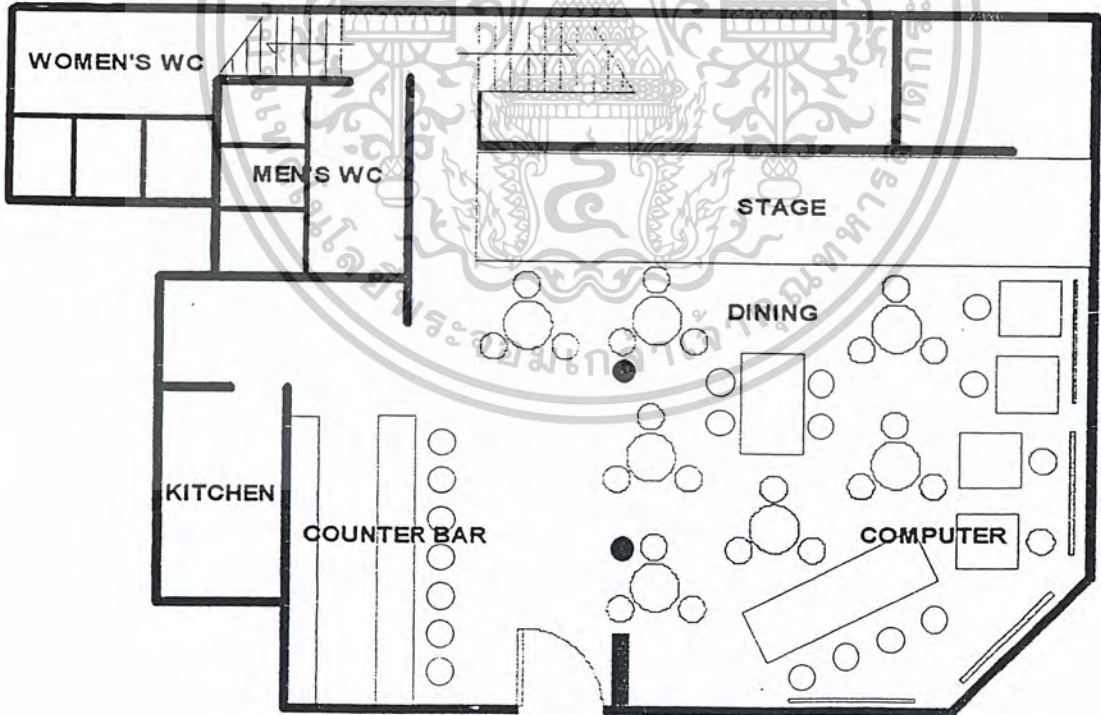 WOMEN'S WC
MEN'S WC
STAGE
DINING
KITCHEN
COUNTER BAR
COMPUTER